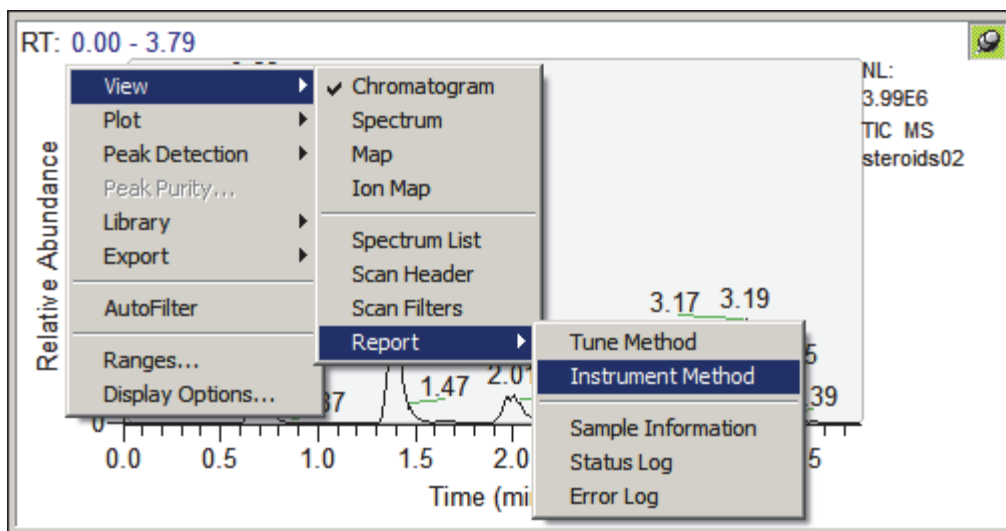 RT: 0.00 - 3.79
NL:
3.99E6
TIC MS
steroids02
Relative Abundance
View
Plot
Peak Detection
Peak Purity...
Library
Export
AutoFilter
Ranges...
Display Options...
Chromatogram
Spectrum
Map
Ion Map
Spectrum List
Scan Header
Scan Filters
Report
Tune Method
Instrument Method
Sample Information
Status Log
Error Log
3.17 3.19
1.47 2.01
39
0
0.0 0.5 1.0 1.5 2.0
Time (mi